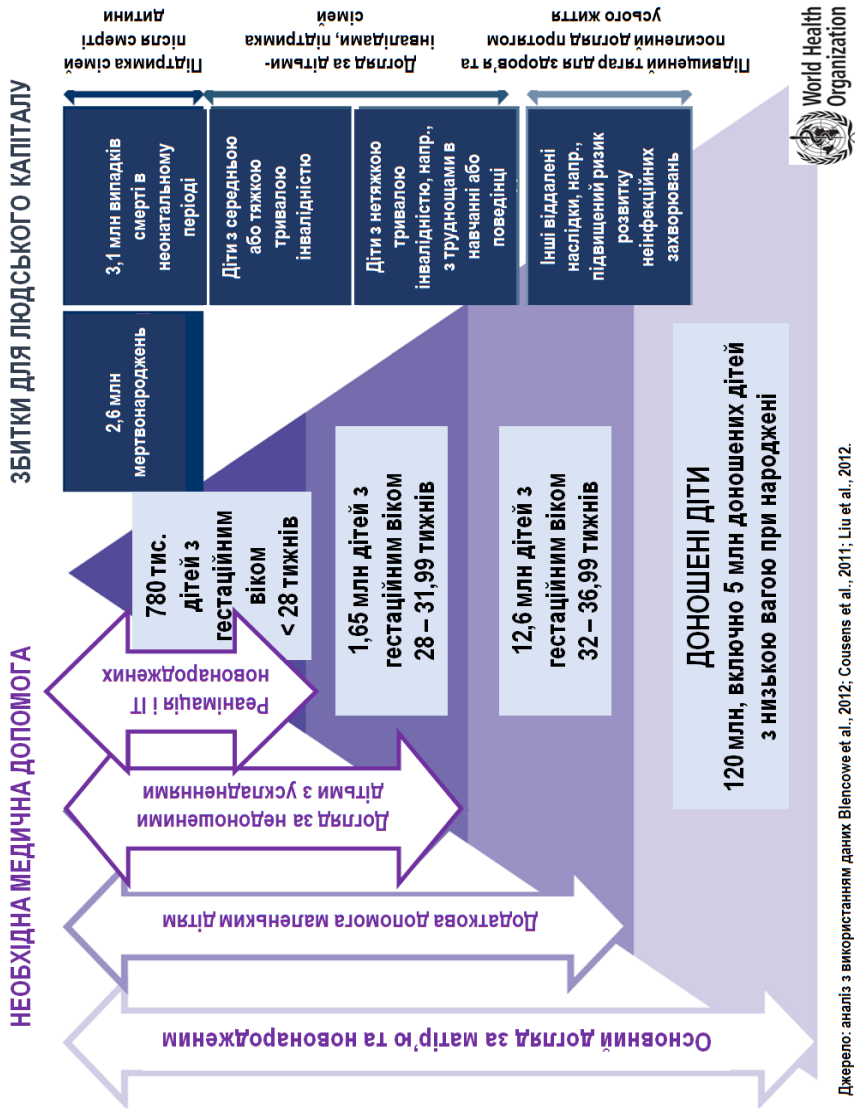 НЕОБХІДНА МЕДИЧНА ДОПОМОГА
ЗБИТКИ ДЛЯ ЛЮДСЬКОГО КАПІТАЛУ
Основний догляд за матір'ю та новонародженим
Додаткова допомога маленьким дітям
Догляд за недоношеними
дітьми з ускладненнями
Реанімація і ІТ
новонароджених
780 тис.
дітей з
гестаційним
віком
< 28 тижнів
1,65 млн дітей з
гестаційним віком
28 – 31,99 тижнів
12,6 млн дітей з
гестаційним віком
32 – 36,99 тижнів
ДОНОШЕНІ ДІТИ
120 млн, включно 5 млн доношених дітей
з низькою вагою при народжені
2,6 млн
мертвонароджень
3,1 млн випадків
смерті в
неонатальному
періоді
Діти з середньою
або тяжкою
тривалою
інвалідністю
Діти з нетяжкою
тривалою
інвалідністю, напр.,
з труднощами в
навчанні або
поведінці
Інші віддалені
наслідки, напр.,
підвищений ризик
розвитку
неінфекційних
захворювань
Підтримка сімей
після смерті
дитини
Догляд за дітьми-
інвалідами, підтримка
сімей
Підвищений тягар для здоров'я та
посилений догляд протягом
усього життя
World Health
Organization
Джерело: аналіз з використанням даних Blencowe et al., 2012; Cousens et al., 2011; Liu et al., 2012.